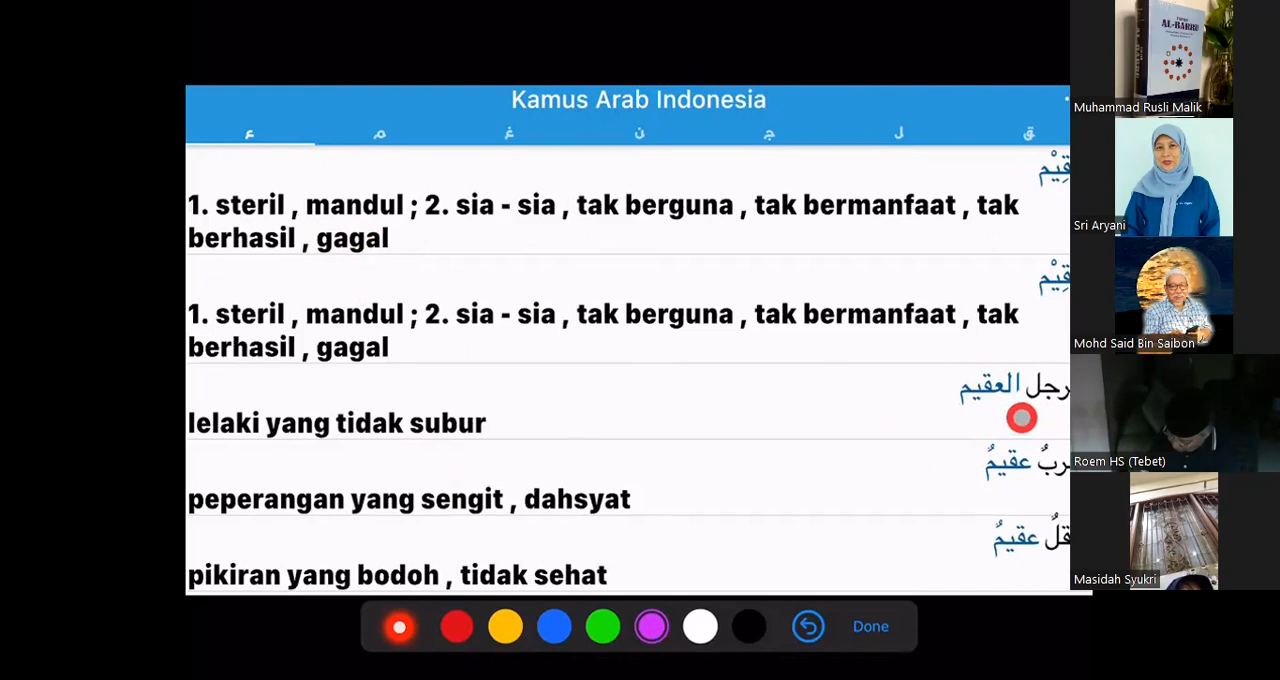 Kamus Arab Indonesia
ع م غ ن ج ل ق
1. steril , mandul ; 2. sia - sia , tak berguna , tak bermanfaat , tak
berhasil , gagal
1. steril , mandul ; 2. sia - sia , tak berguna , tak bermanfaat , tak
berhasil , gagal
رجل العقيم
lelaki yang tidak subur
عقيمٌ
peperangan yang sengit , dahsyat
عقيمٌ
pikiran yang bodoh , tidak sehat
Done
AL-BARRU
Muhammad Rusli Malik
Sri Aryani
Mohd Said Bin Saibon
Roem HS (Tebet)
Masidah Syukri